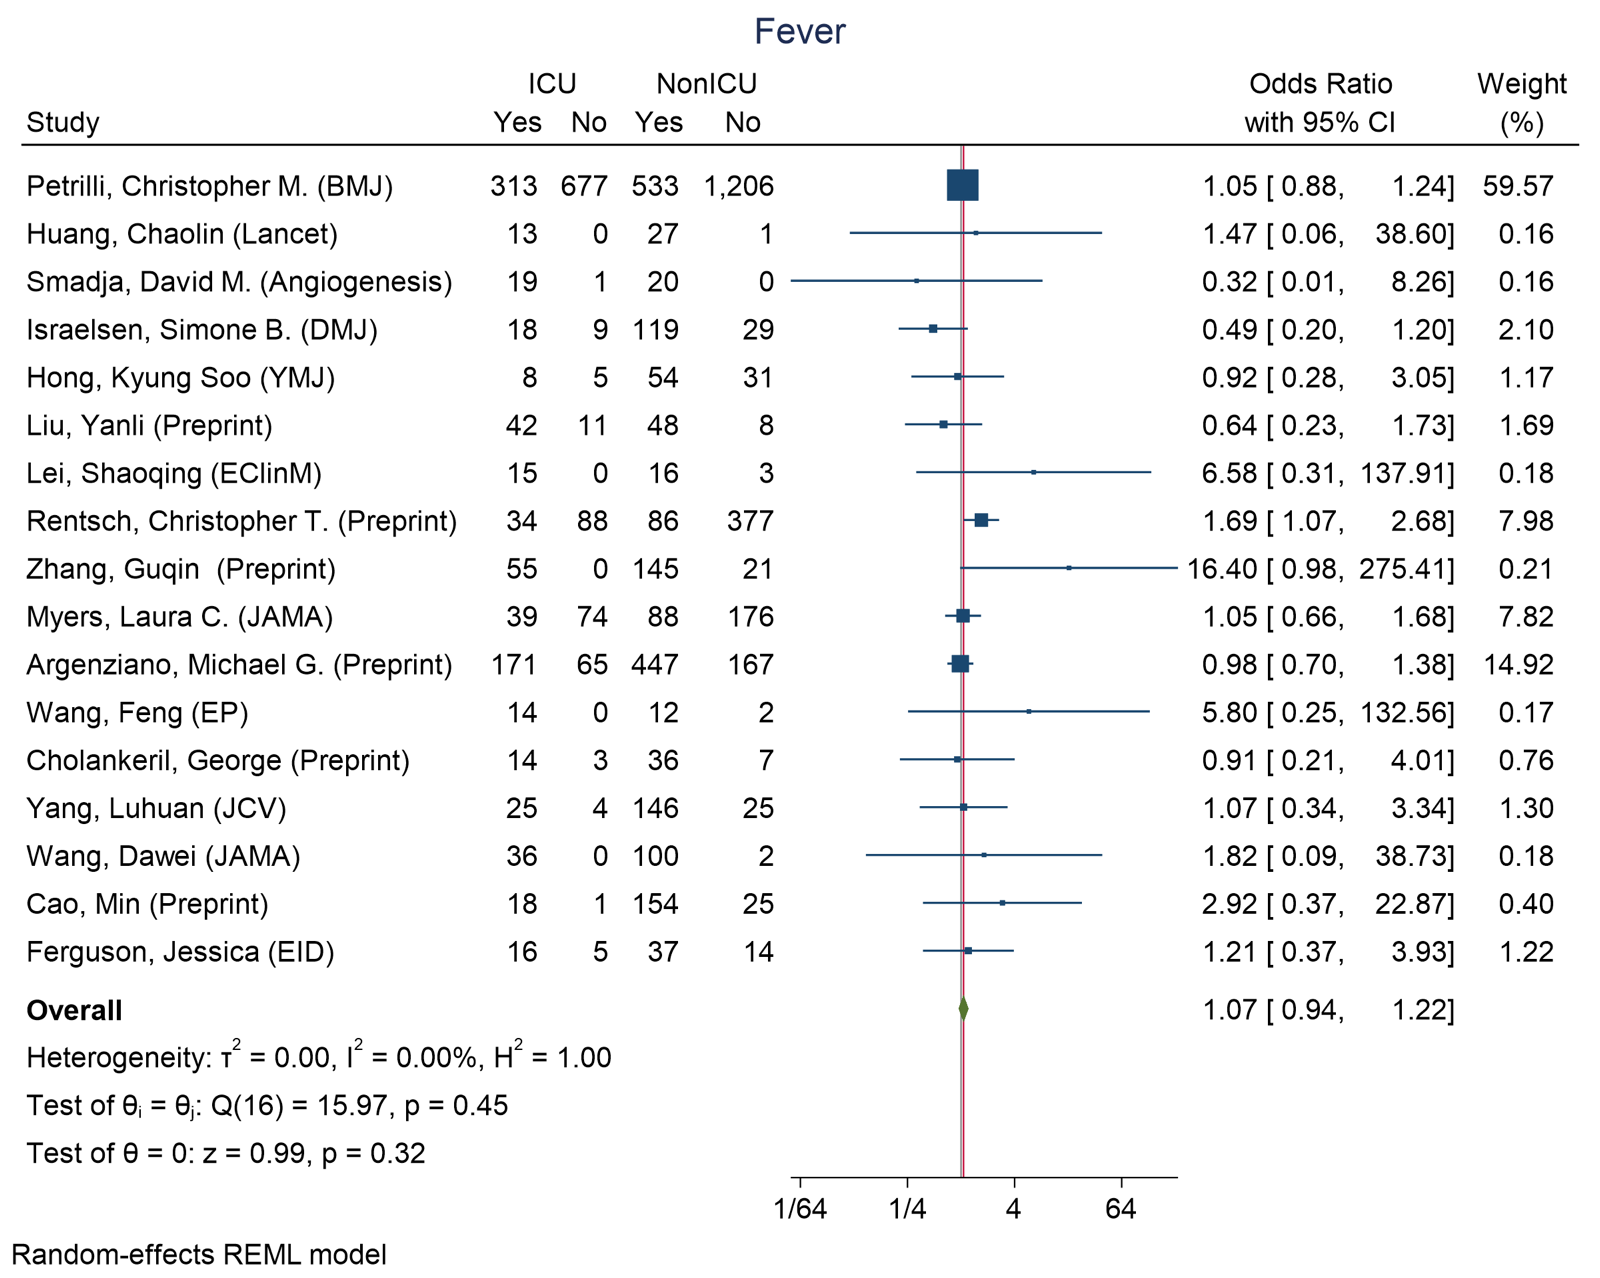 Fever
ICU NonICU Odds Ratio Weight
Study Yes No Yes No with 95% CI (%)
Petrilli, Christopher M. (BMJ) 313 677 533 1,206 1.05 [ 0.88, 1.24] 59.57
Huang, Chaolin (Lancet) 13 0 27 1 1.47 [ 0.06, 38.60] 0.16
Smadja, David M. (Angiogenesis) 19 1 20 0 0.32 [ 0.01, 8.26] 0.16
Israelsen, Simone B. (DMJ) 18 9 119 29 0.49 [ 0.20, 1.20] 2.10
Hong, Kyung Soo (YMJ) 8 5 54 31 0.92 [ 0.28, 3.05] 1.17
Liu, Yanli (Preprint) 42 11 48 8 0.64 [ 0.23, 1.73] 1.69
Lei, Shaoqing (EClinM) 15 0 16 3 6.58 [ 0.31, 137.91] 0.18
Rentsch, Christopher T. (Preprint) 34 88 86 377 1.69 [ 1.07, 2.68] 7.98
Zhang, Guqin (Preprint) 55 0 145 21 16.40 [ 0.98, 275.41] 0.21
Myers, Laura C. (JAMA) 39 74 88 176 1.05 [ 0.66, 1.68] 7.82
Argenziano, Michael G. (Preprint) 171 65 447 167 0.98 [ 0.70, 1.38] 14.92
Wang, Feng (EP) 14 0 12 2 5.80 [ 0.25, 132.56] 0.17
Cholankeril, George (Preprint) 14 3 36 7 0.91 [ 0.21, 4.01] 0.76
Yang, Luhuan (JCV) 25 4 146 25 1.07 [ 0.34, 3.34] 1.30
Wang, Dawei (JAMA) 36 0 100 2 1.82 [ 0.09, 38.73] 0.18
Cao, Min (Preprint) 18 1 154 25 2.92 [ 0.37, 22.87] 0.40
Ferguson, Jessica (EID) 16 5 37 14 1.21 [ 0.37, 3.93] 1.22
Overall 1.07 [ 0.94, 1.22]
Heterogeneity: τ² = 0.00, I² = 0.00%, H² = 1.00
Test of θᵢ = θⱼ: Q(16) = 15.97, p = 0.45
Test of θ = 0: z = 0.99, p = 0.32
1/64 1/4 4 64
Random-effects REML model